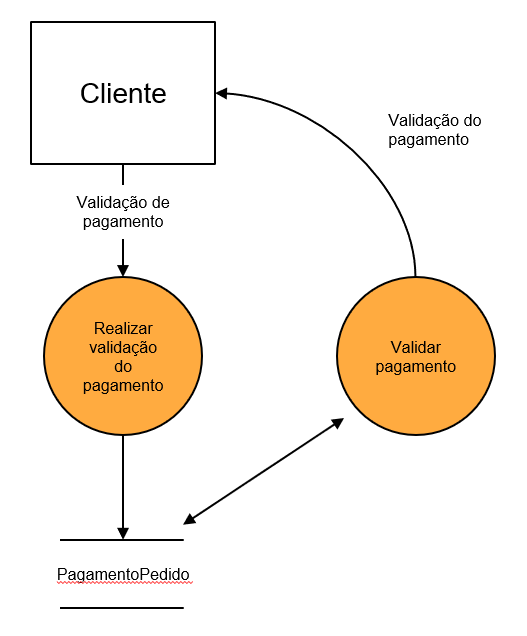 Cliente
Validação do
pagamento
Validação de
pagamento
Realizar
validação
do
pagamento
Validar
pagamento
PagamentoPedido